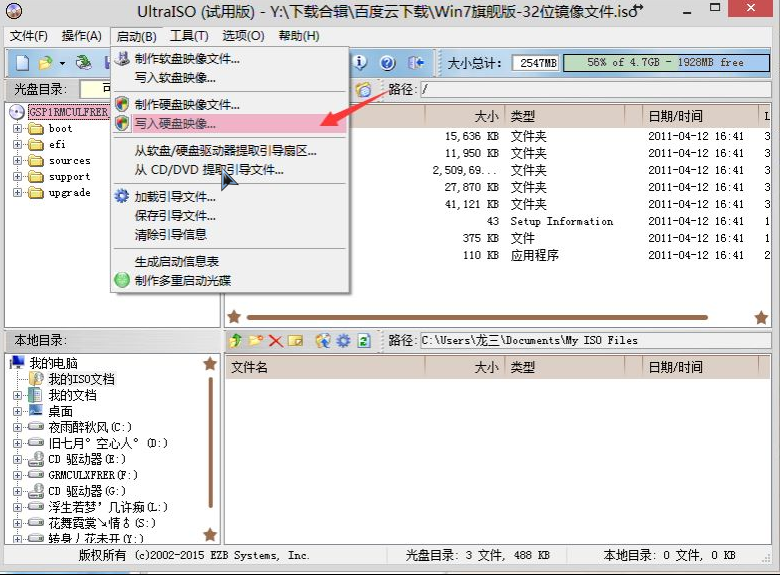 UltraISO (试用版) - Y:\下载合辑\百度云下载\Win7旗舰版-32位镜像文件.iso
文件(F) 操作(A) 启动(B) 工具(T) 选项(O) 帮助(H)
大小总计: 2547MB 56% of 4.7GB - 1928MB free
光盘目录: 可
路径: /
制作软盘映像文件...
写入软盘映像...
制作硬盘映像文件...
写入硬盘映像...
从软盘/硬盘驱动器提取引导扇区...
从 CD/DVD 提取引导文件...
加载引导文件...
保存引导文件...
清除引导信息
生成启动信息表
制作多重启动光碟
GSP1RMCULFRER
boot
efi
sources
support
upgrade
大小 类型 日期/时间 L
15,636 KB 文件夹 2011-04-12 16:41 3
11,950 KB 文件夹 2011-04-12 16:41 3
2,509,69... 文件夹 2011-04-12 16:41 3
27,870 KB 文件夹 2011-04-12 16:41 3
41,121 KB 文件夹 2011-04-12 16:41 3
43 Setup Information 2011-04-12 16:41 1
375 KB 文件 2011-04-12 16:41 1
110 KB 应用程序 2011-04-12 16:41 3
本地目录:
路径: C:\Users\龙三\Documents\My ISO Files
我的电脑
我的ISO文档
我的文档
桌面
夜雨醉秋风(C:)
旧七月°空心人°(D:)
CD 驱动器(E:)
GRMCULXFRER(F:)
CD 驱动器(G:)
浮生若梦’几许痴(L:)
花舞霓裳↘情(S:)
转身丿花未开(Y:)
文件名 大小 类型 日期/时间
版权所有 (c)2002-2015 EZB Systems, Inc.
光盘目录: 3 文件, 488 KB
本地目录: 0 文件, 0 KB